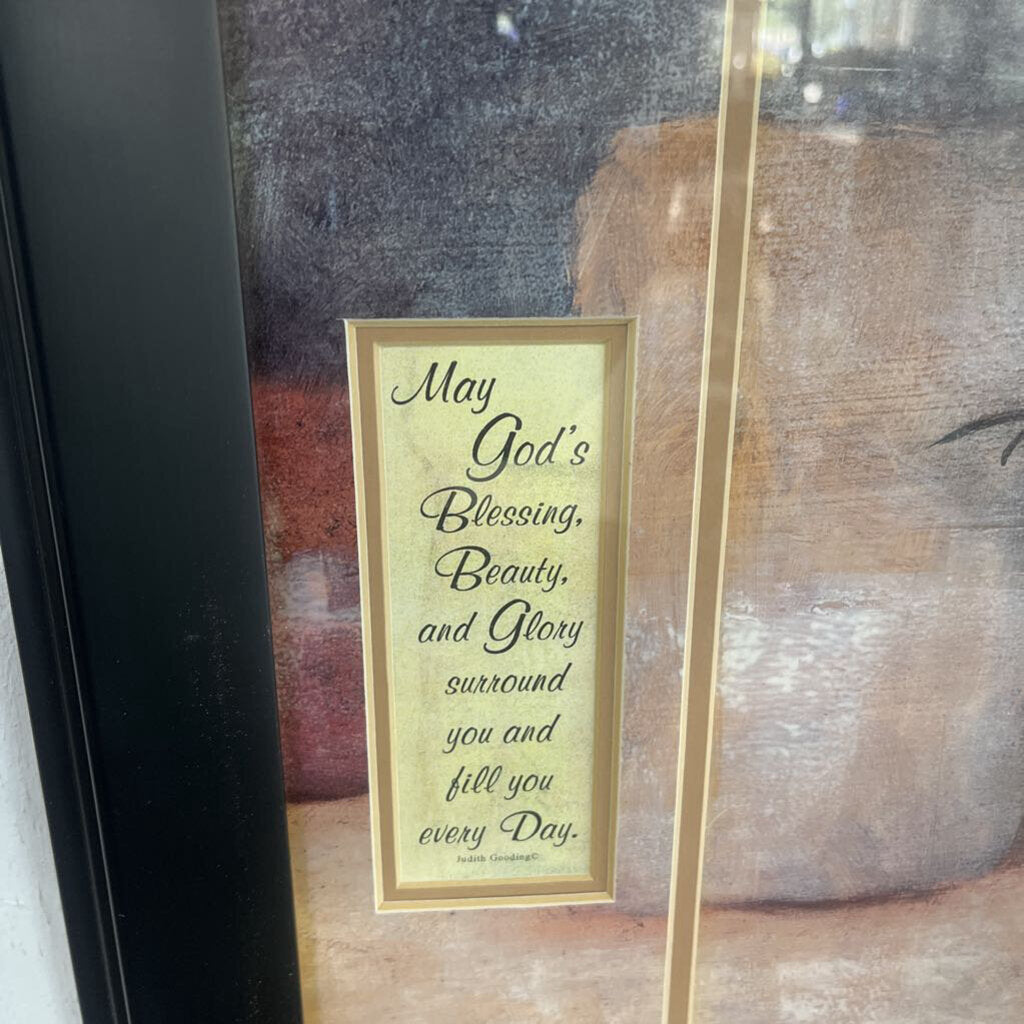 May
God's
Blessing,
Beauty,
and Glory
surround
you and
fill you
every Day.
Judith Gooding©